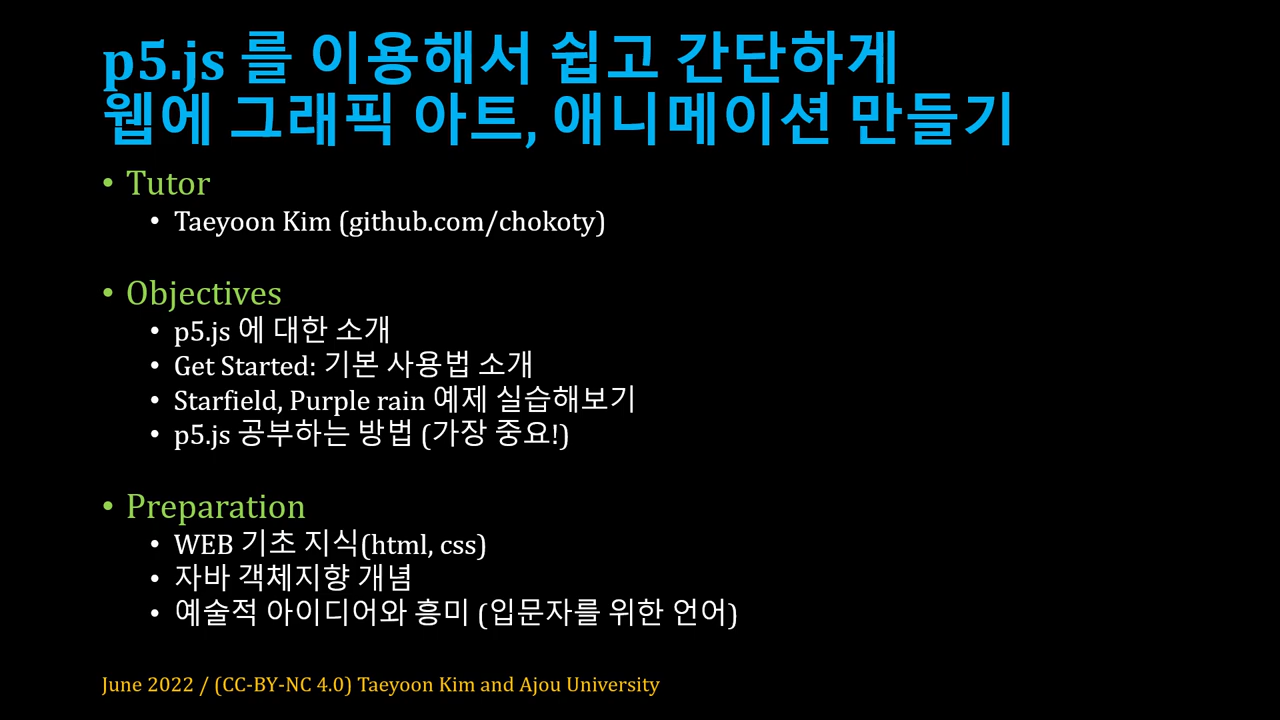 p5.js 를 이용해서 쉽고 간단하게
웹에 그래픽 아트, 애니메이션 만들기
• Tutor
• Taeyoon Kim (github.com/chokoty)
• Objectives
• p5.js 에 대한 소개
• Get Started: 기본 사용법 소개
• Starfield, Purple rain 예제 실습해보기
• p5.js 공부하는 방법 (가장 중요!)
• Preparation
• WEB 기초 지식(html, css)
• 자바 객체지향 개념
• 예술적 아이디어와 흥미 (입문자를 위한 언어)
June 2022 / (CC-BY-NC 4.0) Taeyoon Kim and Ajou University